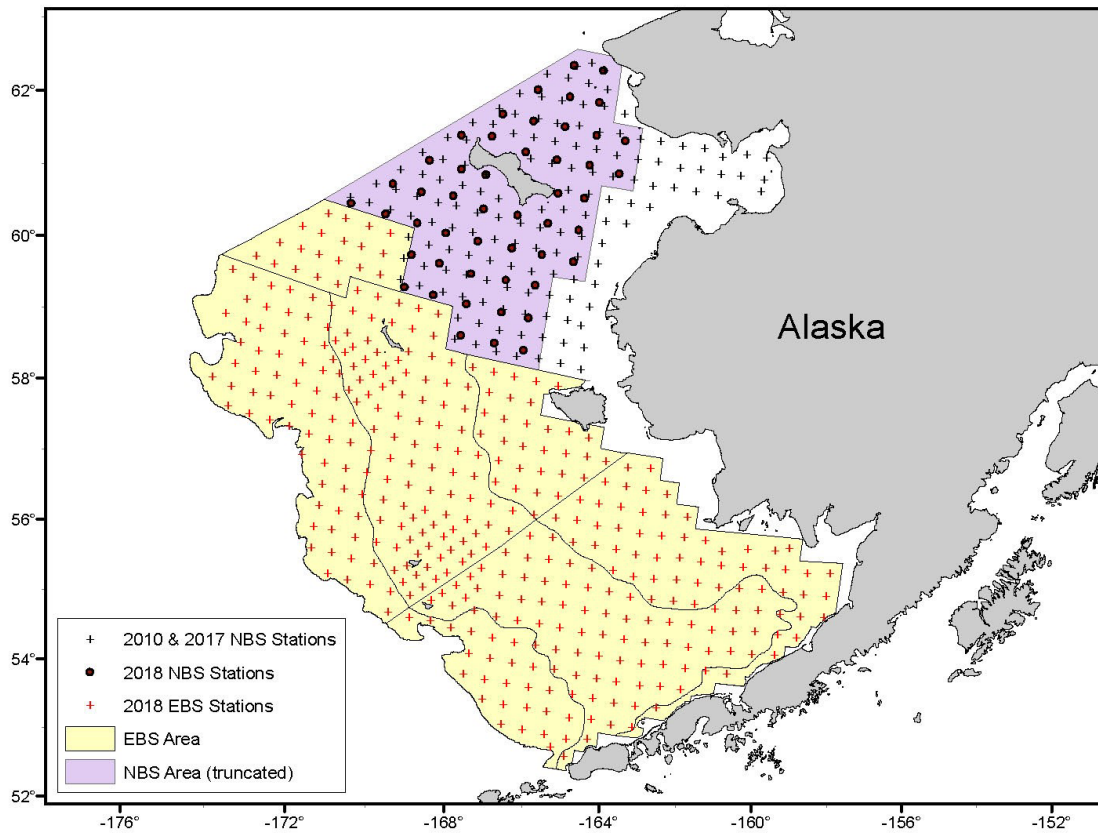 62°
60°
58°
56°
54°
52°
Alaska
2010 & 2017 NBS Stations
2018 NBS Stations
2018 EBS Stations
EBS Area
NBS Area (truncated)
-176°
-172°
-168°
-164°
-160°
-156°
-152°